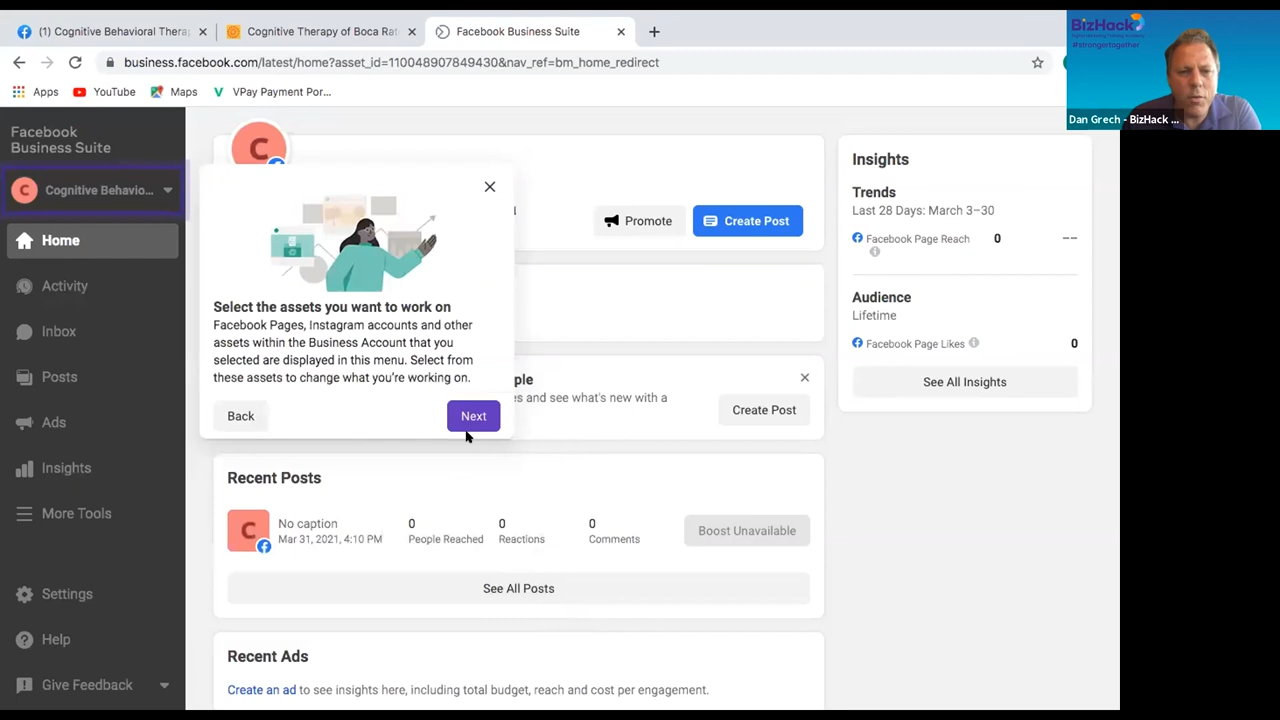 (1) Cognitive Behavioral Thera
Cognitive Therapy of Boca Rat
Facebook Business Suite
business.facebook.com/latest/home?asset_id=110048907849430&nav_ref=bm_home_redirect
Apps
YouTube
Maps
VPay Payment Por...
BizHack
#strongertogether
Dan Grech - BizHack ...
Facebook
Business Suite
C
Cognitive Behavio...
Home
Activity
Inbox
Posts
Ads
Insights
More Tools
Settings
Help
Give Feedback
C
Promote
Create Post
Select the assets you want to work on
Facebook Pages, Instagram accounts and other
assets within the Business Account that you
selected are displayed in this menu. Select from
these assets to change what you're working on.
Back
Next
ple
es and see what's new with a
Create Post
Recent Posts
C
No caption
Mar 31, 2021, 4:10 PM
0
People Reached
0
Reactions
0
Comments
Boost Unavailable
See All Posts
Recent Ads
Create an ad to see insights here, including total budget, reach and cost per engagement.
Insights
Trends
Last 28 Days: March 3–30
Facebook Page Reach
0
--
Audience
Lifetime
Facebook Page Likes
0
See All Insights